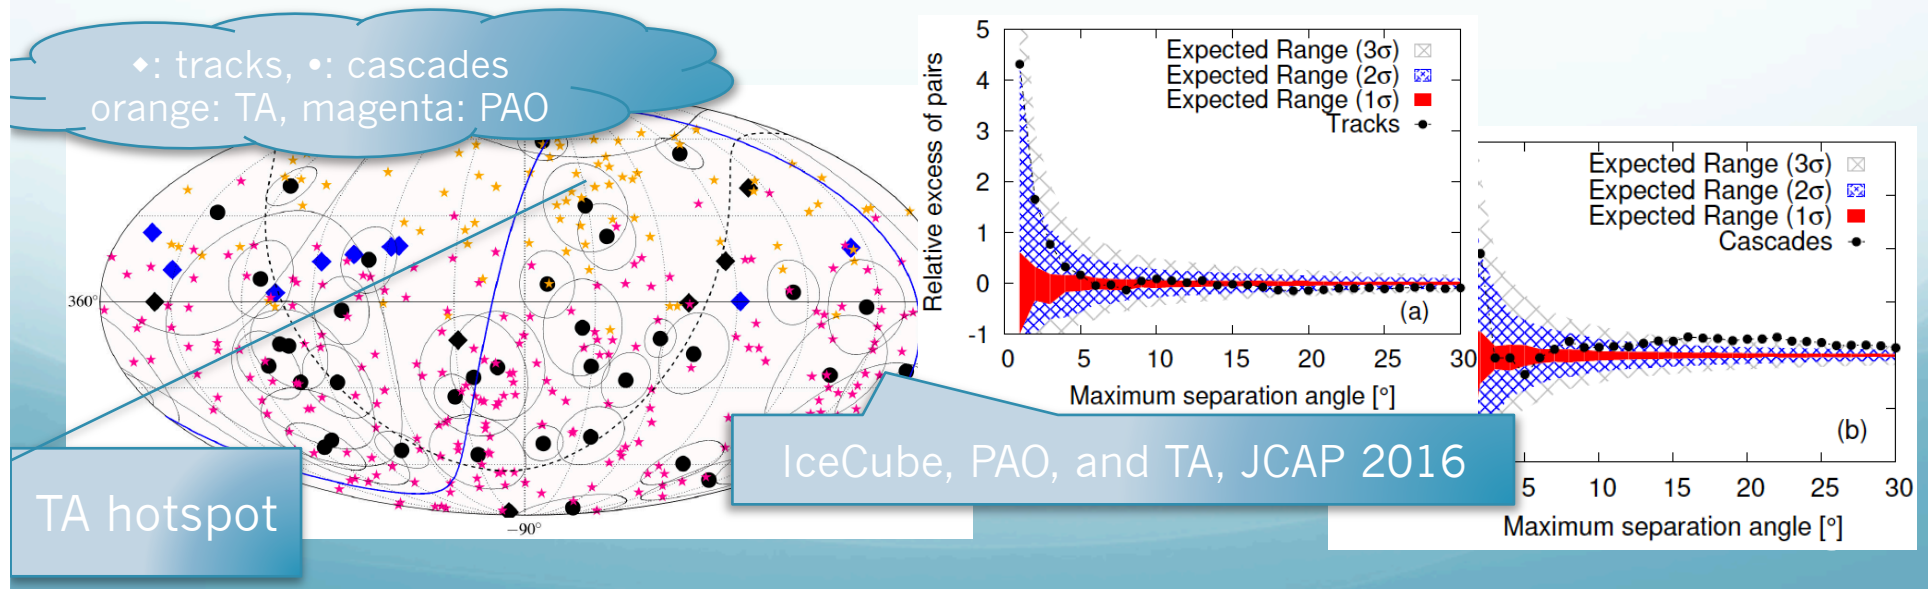 ◆: tracks, •: cascades
orange: TA, magenta: PAO
360°
−90°
TA hotspot
Relative excess of pairs
5
4
3
2
1
0
-1
Expected Range (3σ)
Expected Range (2σ)
Expected Range (1σ)
Tracks
(a)
0 5 10 15 20 25 30
Maximum separation angle [°]
IceCube, PAO, and TA, JCAP 2016
Expected Range (3σ)
Expected Range (2σ)
Expected Range (1σ)
Cascades
(b)
5 10 15 20 25 30
Maximum separation angle [°]